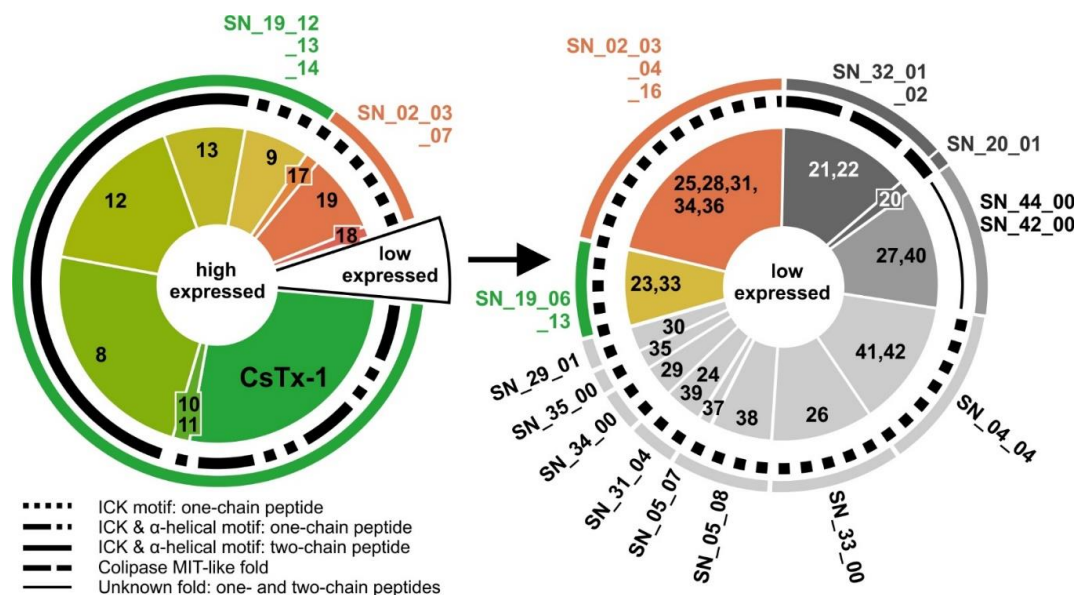 SN_19_12
_13
_14
SN_02_03
_07
13
9
17
12
19
18
high
expressed
low
expressed
8
10
11
CsTx-1
SN_02_03
_04
_16
SN_32_01
_02
SN_20_01
SN_44_00
SN_42_00
25,28,31,
34,36
21,22
20
27,40
low
expressed
23,33
SN_19_06
_13
30
35
29
39
24
37
38
26
41,42
SN_29_01
SN_35_00
SN_34_00
SN_31_04
SN_05_07
SN_05_08
SN_33_00
SN_04_04
ICK motif: one-chain peptide
ICK & α-helical motif: one-chain peptide
ICK & α-helical motif: two-chain peptide
Colipase MIT-like fold
Unknown fold: one- and two-chain peptides